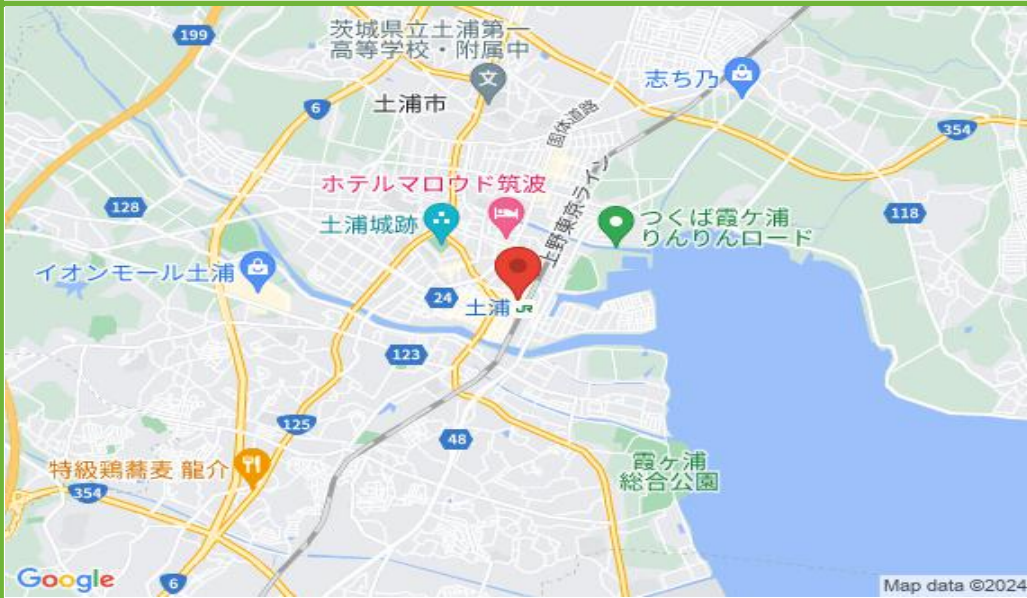 茨城県立土浦第一
高等学校・附属中
199
文
志ち乃
6
土浦市
国体道路
354
ホテルマロウド筑波
上野東京ライン
128
土浦城跡
つくば霞ケ浦
りんりんロード
118
イオンモール土浦
24
土浦
JR
123
125
48
霞ヶ浦
総合公園
特級鶏蕎麦 龍介
354
6
Google
Map data ©2024